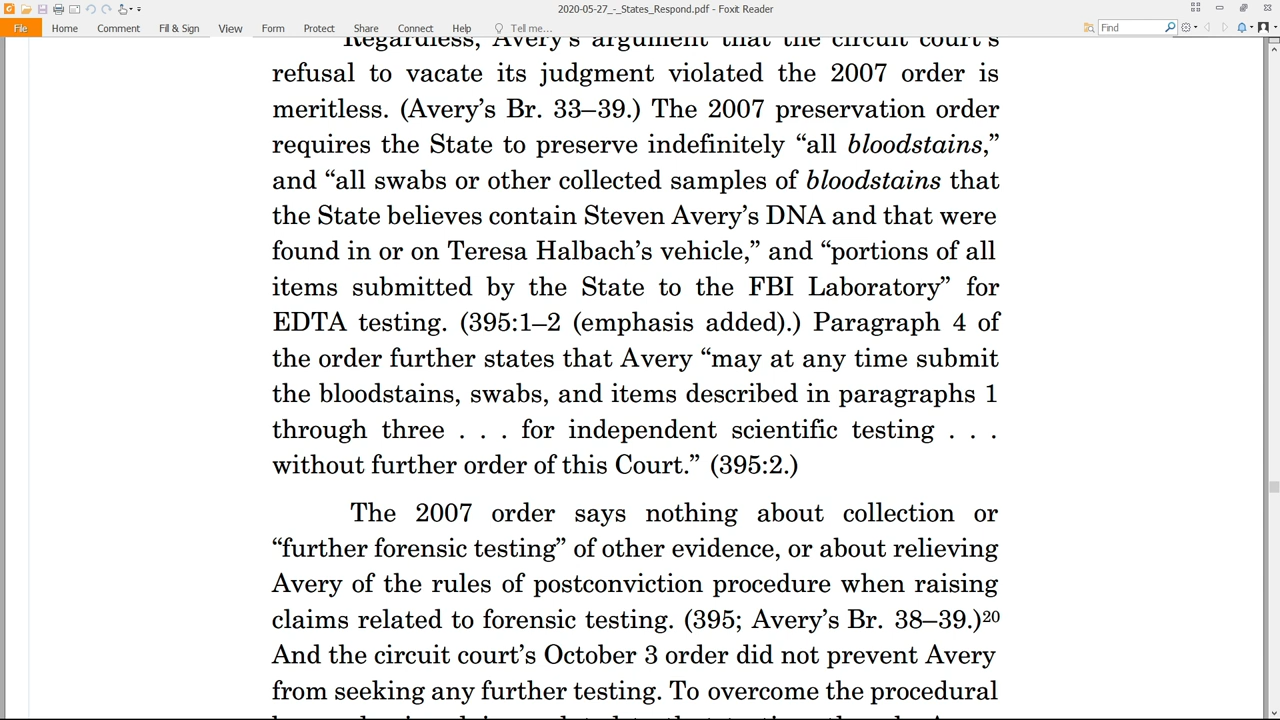 2020-05-27_-_States_Respond.pdf - Foxit Reader
File Home Comment Fill & Sign View Form Protect Share Connect Help Tell me... Find
Regardless, Avery’s argument that the circuit court’s
refusal to vacate its judgment violated the 2007 order is
meritless. (Avery’s Br. 33–39.) The 2007 preservation order
requires the State to preserve indefinitely “all bloodstains,”
and “all swabs or other collected samples of bloodstains that
the State believes contain Steven Avery’s DNA and that were
found in or on Teresa Halbach’s vehicle,” and “portions of all
items submitted by the State to the FBI Laboratory” for
EDTA testing. (395:1–2 (emphasis added).) Paragraph 4 of
the order further states that Avery “may at any time submit
the bloodstains, swabs, and items described in paragraphs 1
through three . . . for independent scientific testing . . .
without further order of this Court.” (395:2.)
The 2007 order says nothing about collection or
“further forensic testing” of other evidence, or about relieving
Avery of the rules of postconviction procedure when raising
claims related to forensic testing. (395; Avery’s Br. 38–39.)20
And the circuit court’s October 3 order did not prevent Avery
from seeking any further testing. To overcome the procedural